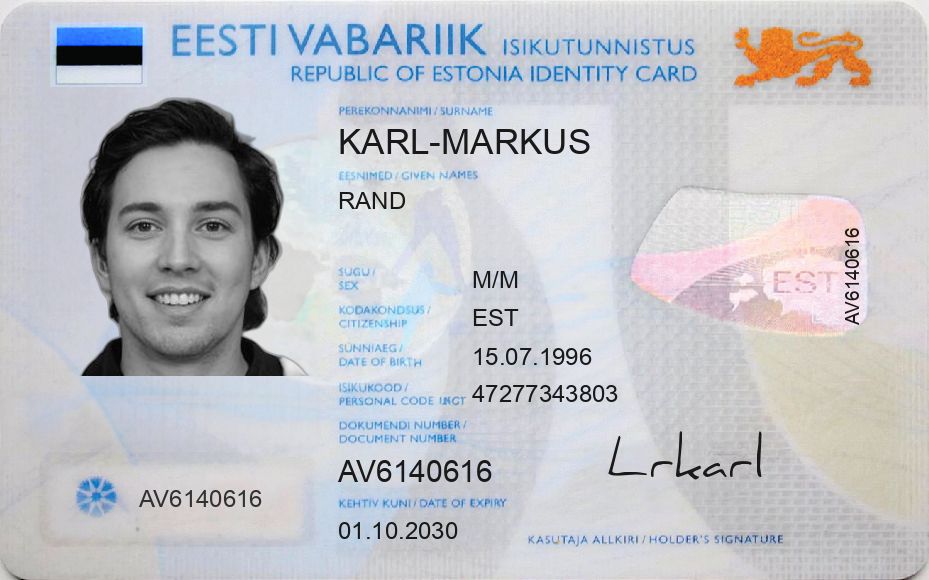 EESTI VABARIIK ISIKUTUNNISTUS
REPUBLIC OF ESTONIA IDENTITY CARD
PEREKONNANIMI / SURNAME
KARL-MARKUS
EESNIMED / GIVEN NAMES
RAND
SUGU /
SEX
M/M
KODAKONDSUS /
CITIZENSHIP
EST
SÜNNIAEG /
DATE OF BIRTH
15.07.1996
ISIKUKOOD /
PERSONAL CODE
47277343803
DOKUMENDI NUMBER /
DOCUMENT NUMBER
AV6140616
KEHTIV KUNI / DATE OF EXPIRY
01.10.2030
AV6140616
EST
AV6140616
Lrkarl
KASUTAJA ALLKIRI / HOLDER'S SIGNATURE